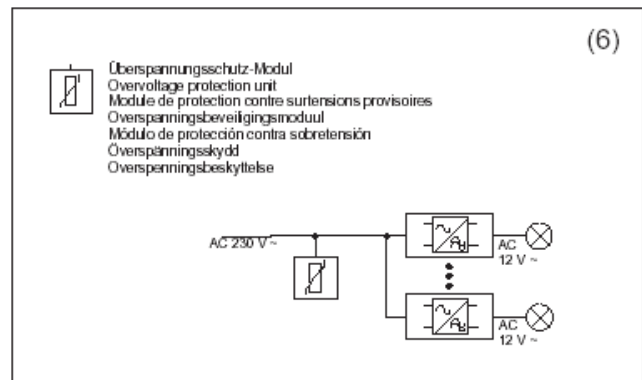 (6)
Überspannungsschutz-Modul
Overvoltage protection unit
Module de protection contre surtensions provisoires
Overspanningsbeveiligingsmoduul
Módulo de protección contra sobretensión
Överspänningsskydd
Overspenningsbeskyttelse
AC 230 V ~
AC
12 V ~
AC
12 V ~